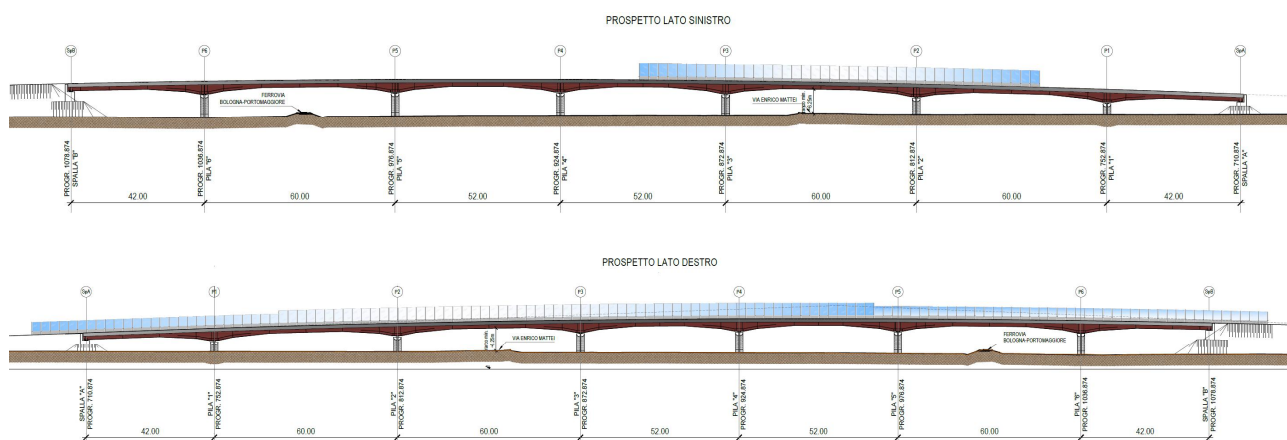 PROSPETTO LATO SINISTRO
SpB P6 P5 P4 P3 P2 P1 SpA
FERROVIA
BOLOGNA-PORTOMAGGIORE
VIA ENRICO MATTEI
PROGR. 1078.874
SPALLA "B"
PROGR. 1036.874
PILA "6"
PROGR. 976.874
PILA "5"
PROGR. 924.874
PILA "4"
PROGR. 872.874
PILA "3"
PROGR. 812.874
PILA "2"
PROGR. 752.874
PILA "1"
PROGR. 710.874
SPALLA "A"
42.00 60.00 52.00 52.00 60.00 60.00 42.00
PROSPETTO LATO DESTRO
SpA P1 P2 P3 P4 P5 P6 SpB
VIA ENRICO MATTEI
FERROVIA
BOLOGNA-PORTOMAGGIORE
SPALLA "A"
PROGR. 710.874
PILA "1"
PROGR. 752.874
PILA "2"
PROGR. 812.874
PILA "3"
PROGR. 872.874
PILA "4"
PROGR. 924.874
PILA "5"
PROGR. 976.874
PILA "6"
PROGR. 1036.874
SPALLA "B"
PROGR. 1078.874
42.00 60.00 60.00 52.00 52.00 60.00 42.00